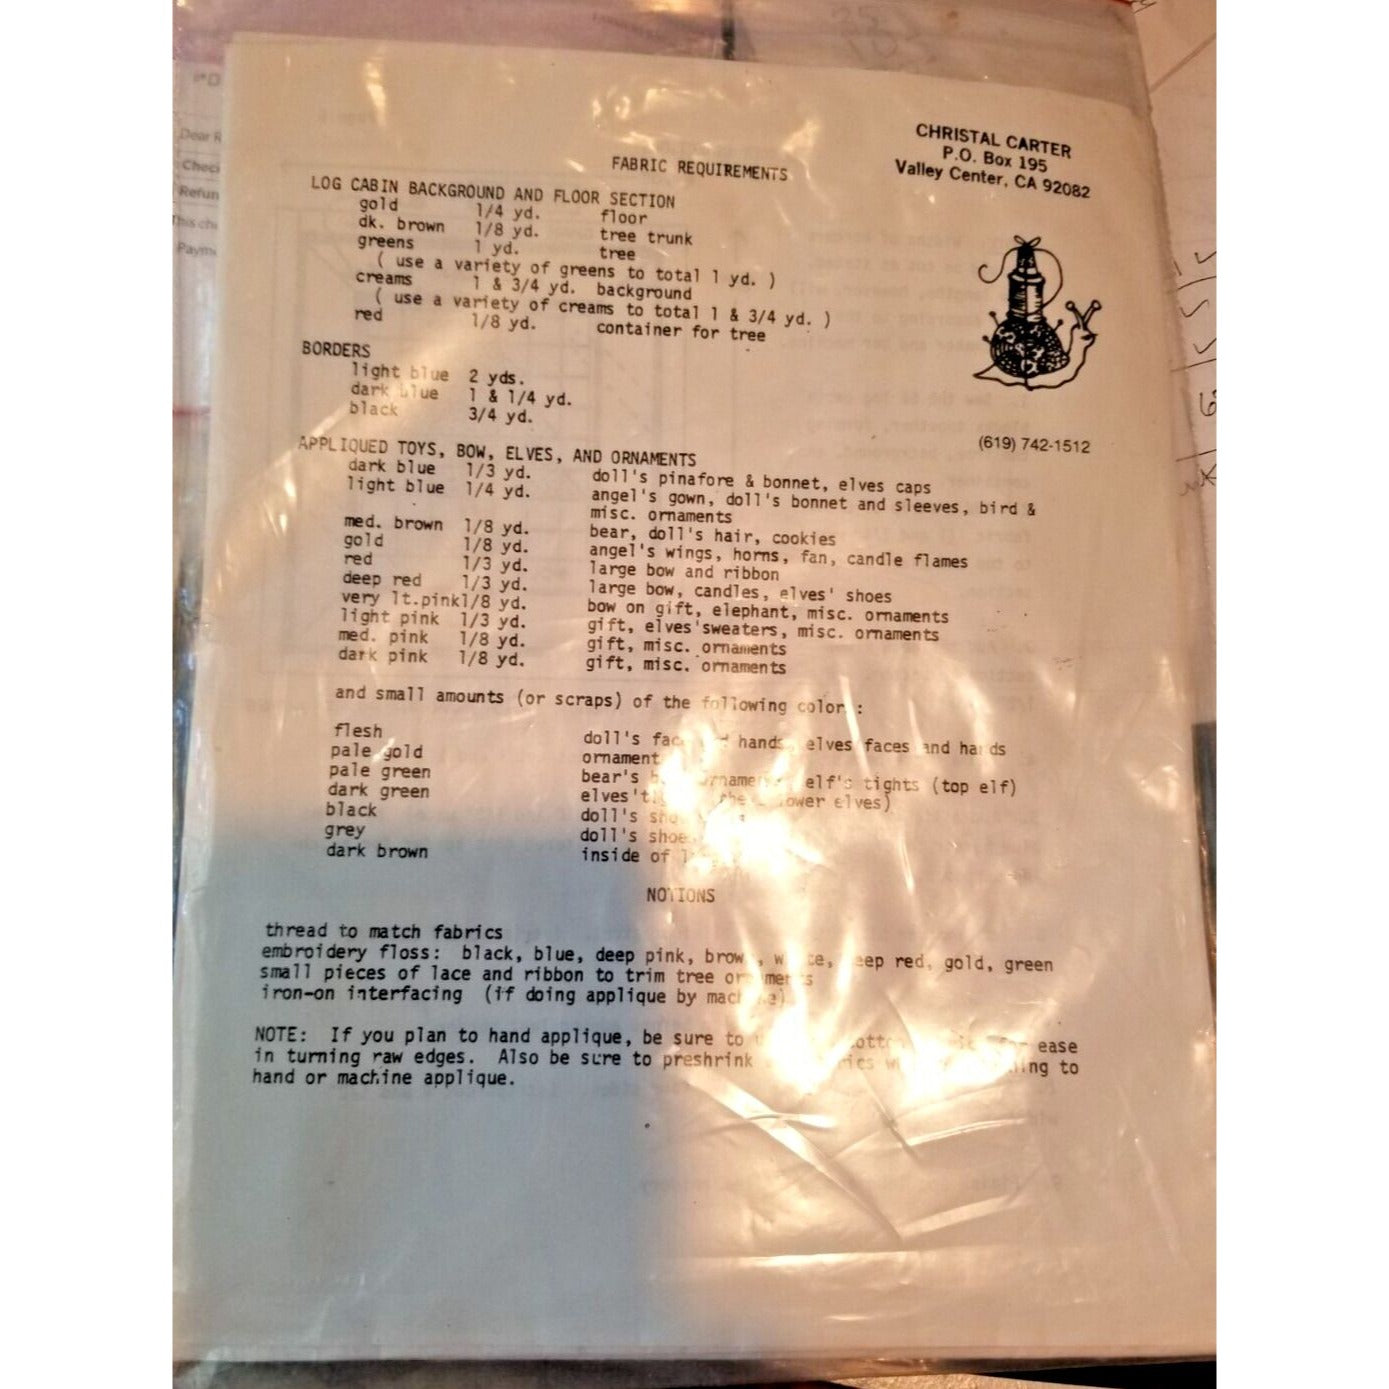 CHRISTAL CARTER
P.O. Box 195
Valley Center, CA 92082
FABRIC REQUIREMENTS
LOG CABIN BACKGROUND AND FLOOR SECTION
gold 1/4 yd. floor
dk. brown 1/8 yd. tree trunk
greens 1 yd. tree
( use a variety of greens to total 1 yd. )
creams 1 & 3/4 yd. background
( use a variety of creams to total 1 & 3/4 yd. )
red 1/8 yd. container for tree
BORDERS
light blue 2 yds.
dark blue 1 & 1/4 yd.
black 3/4 yd.
(619) 742-1512
APPLIQUED TOYS, BOW, ELVES, AND ORNAMENTS
dark blue 1/3 yd. doll's pinafore & bonnet, elves caps
light blue 1/4 yd. angel's gown, doll's bonnet and sleeves, bird &
misc. ornaments
med. brown 1/8 yd. bear, doll's hair, cookies
gold 1/8 yd. angel's wings, horns, fan, candle flames
red 1/3 yd. large bow and ribbon
deep red 1/3 yd. large bow, candles, elves' shoes
very lt.pink1/8 yd. bow on gift, elephant, misc. ornaments
light pink 1/3 yd. gift, elves'sweaters, misc. ornaments
med. pink 1/8 yd. gift, misc. ornaments
dark pink 1/8 yd. gift, misc. ornaments
and small amounts (or scraps) of the following color :
flesh doll's and hands, elves faces and hands
pale gold
pale green bear's elf's tights (top elf)
dark green elves' lower elves)
black doll's
grey doll's
dark brown inside of
NOTIONS
thread to match fabrics
embroidery floss: black, blue, deep pink, deep red, gold, green
small pieces of lace and ribbon to trim tree ornaments
iron-on interfacing (if doing applique by machine)
NOTE: If you plan to hand applique, be sure to for ease
in turning raw edges. Also be sure to preshrink to
hand or machine applique.
Dear